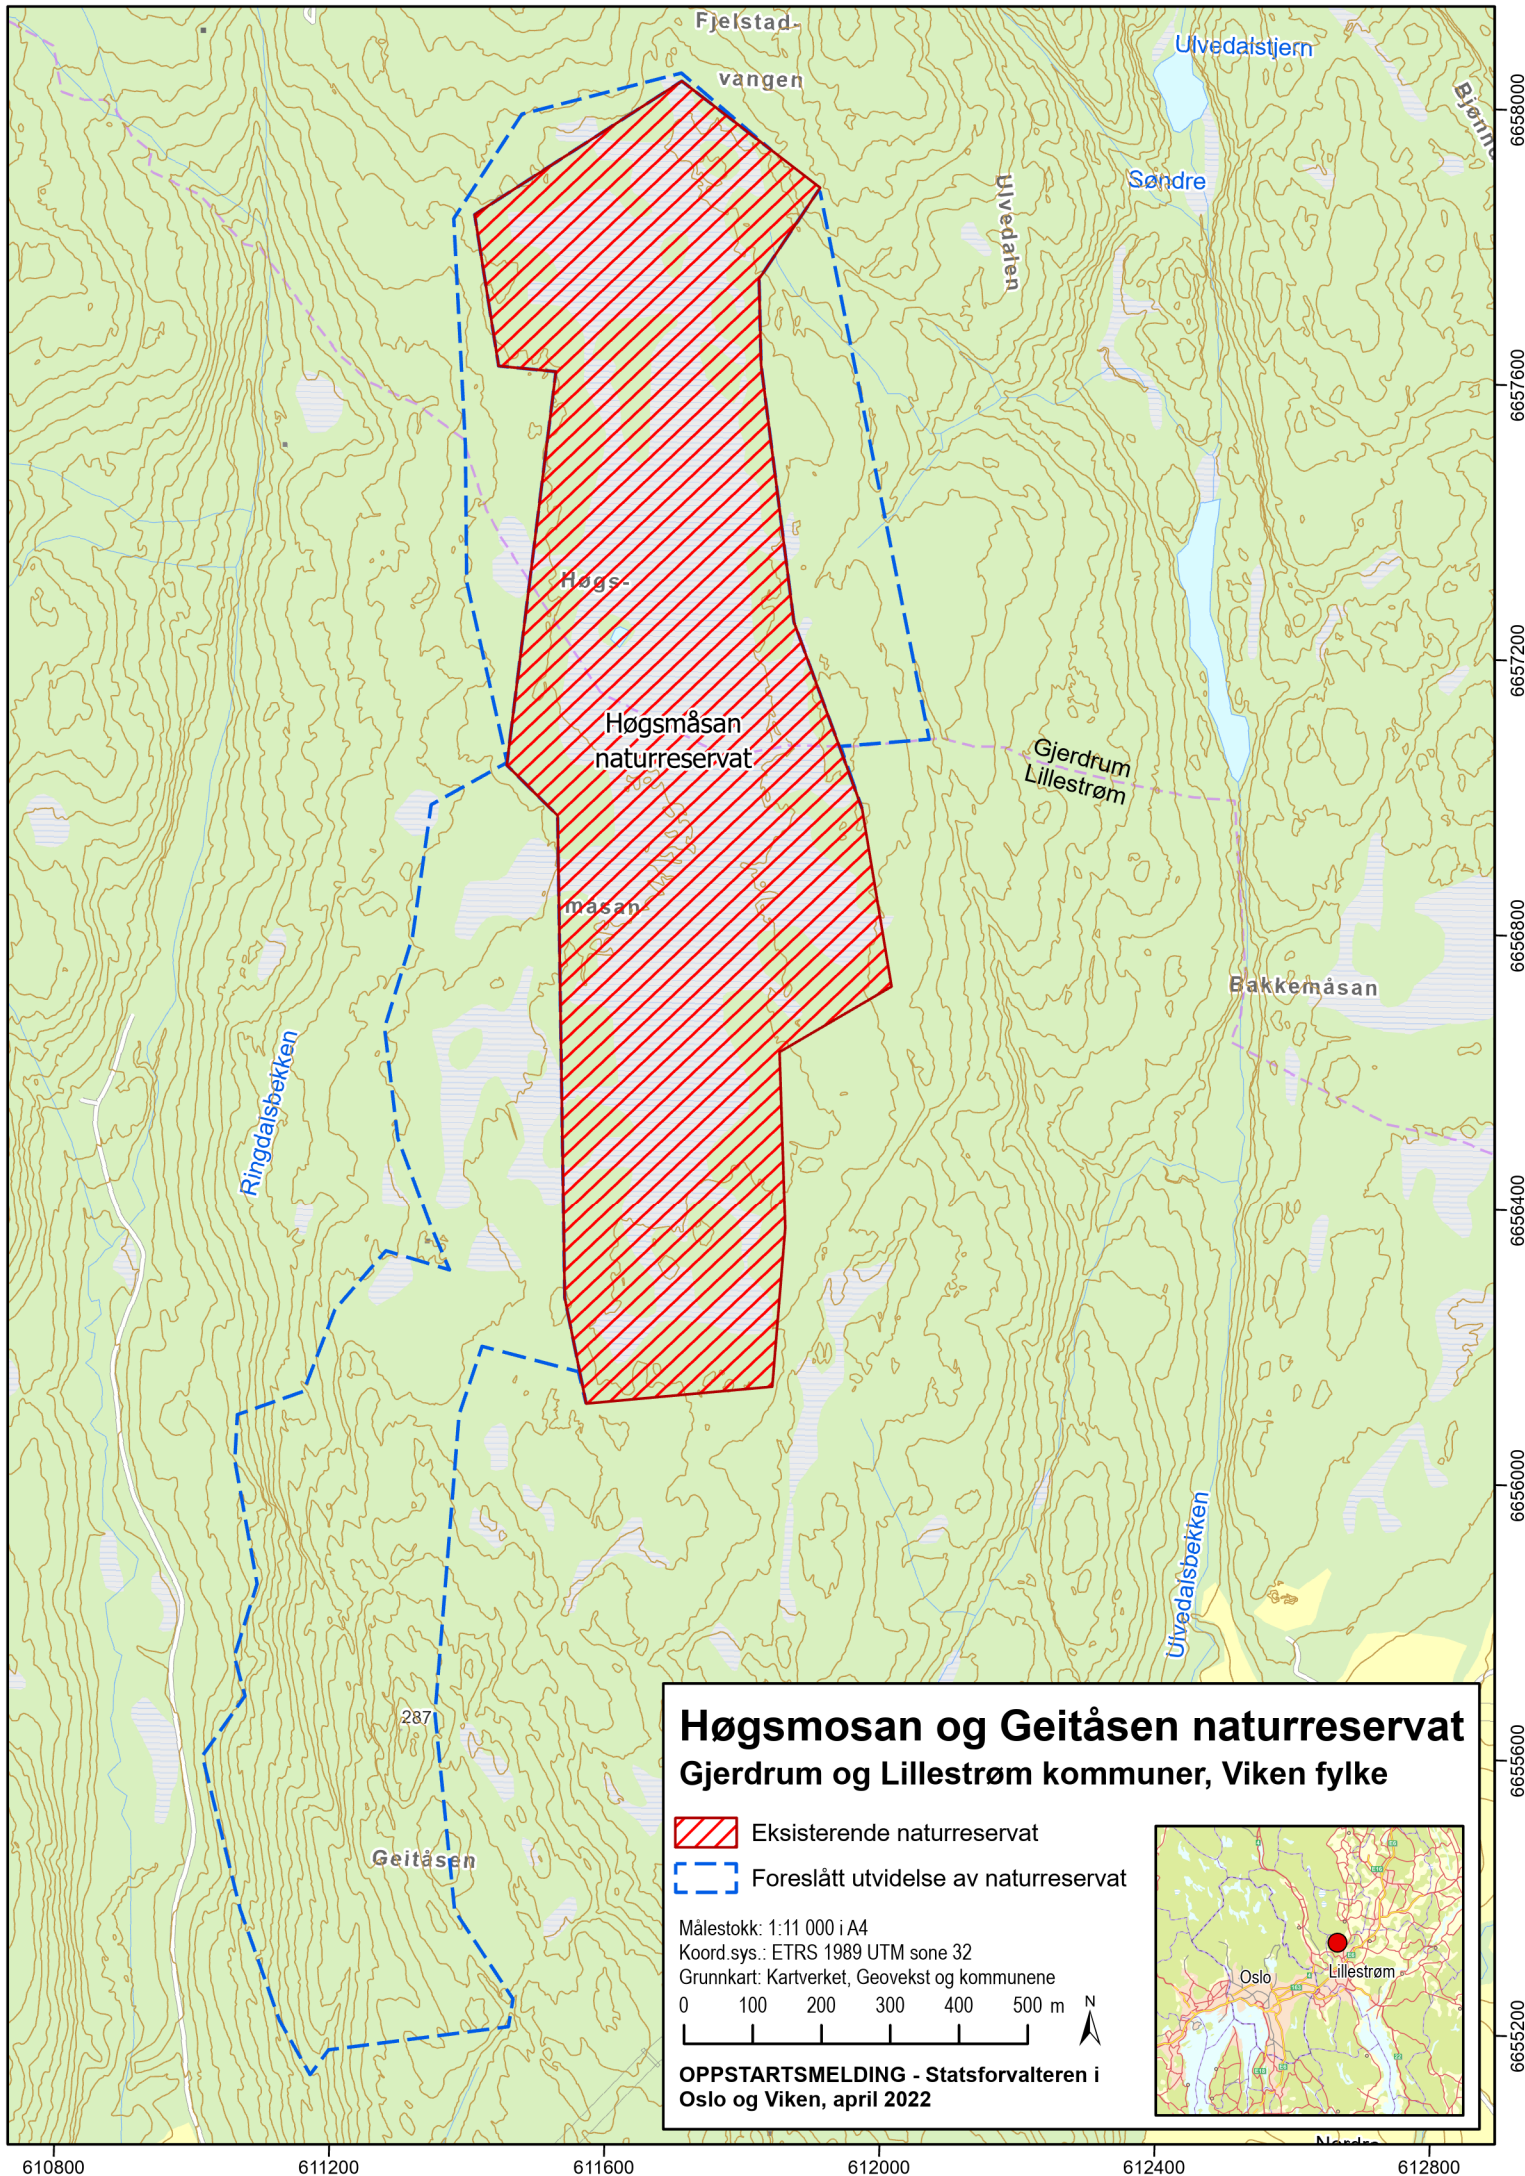 Fjelstad-
vangen
Ulvedalstjern
Bjønn
Søndre
Ulvedalen
Høgs-
Høgsmåsan
naturreservat
Gjerdrum
Lillestrøm
måsan
Bakkemåsan
Ringdalsbekken
Ulvedalsbekken
287
Geitåsen
Høgsmosan og Geitåsen naturreservat
Gjerdrum og Lillestrøm kommuner, Viken fylke
Eksisterende naturreservat
Foreslått utvidelse av naturreservat
Målestokk: 1:11 000 i A4
Koord.sys.: ETRS 1989 UTM sone 32
Grunnkart: Kartverket, Geovekst og kommunene
0 100 200 300 400 500 m
N
OPPSTARTSMELDING - Statsforvalteren i
Oslo og Viken, april 2022
Oslo
Lillestrøm
6658000
6657600
6657200
6656800
6656400
6656000
6655600
6655200
610800 611200 611600 612000 612400 612800